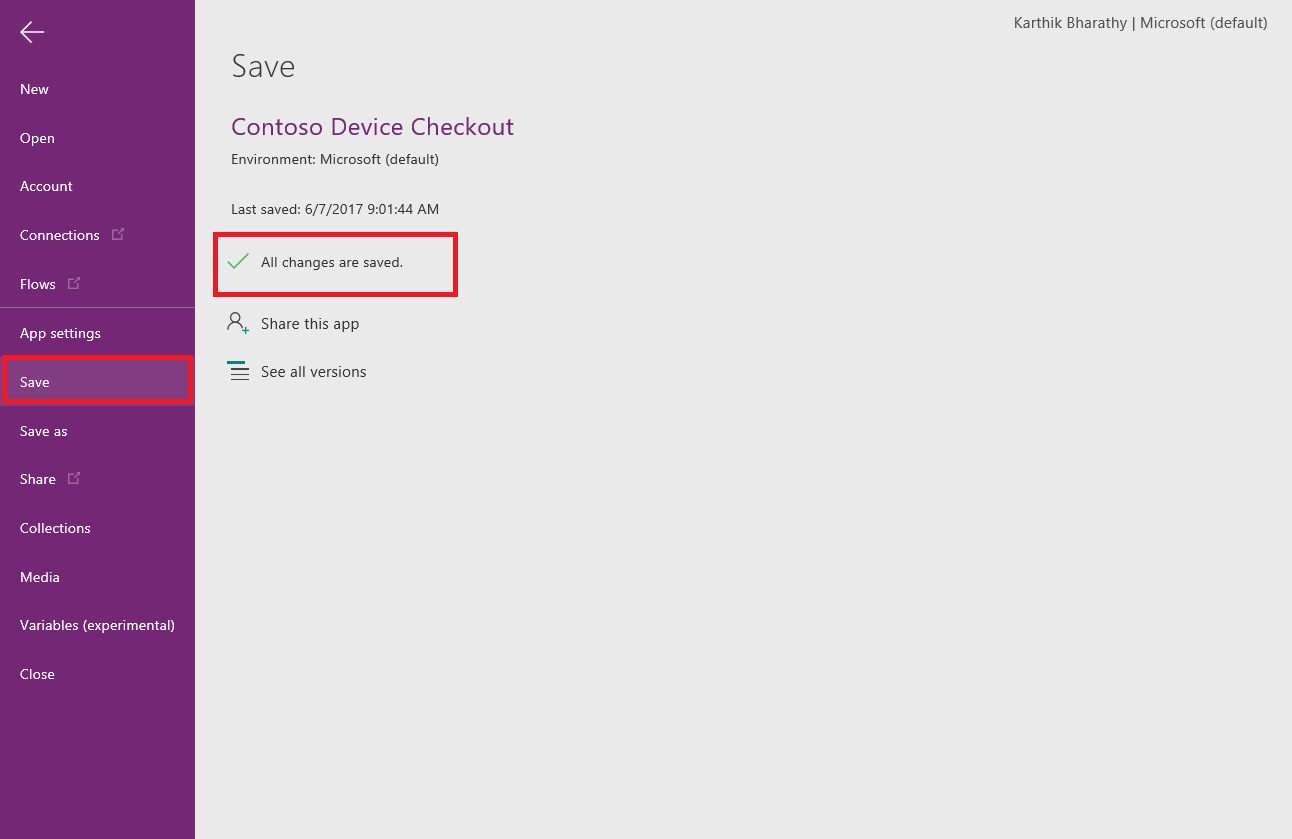 Karthik Bharathy | Microsoft (default)
New
Open
Account
Connections
Flows
App settings
Save
Save as
Share
Collections
Media
Variables (experimental)
Close
Save
Contoso Device Checkout
Environment: Microsoft (default)
Last saved: 6/7/2017 9:01:44 AM
All changes are saved.
Share this app
See all versions